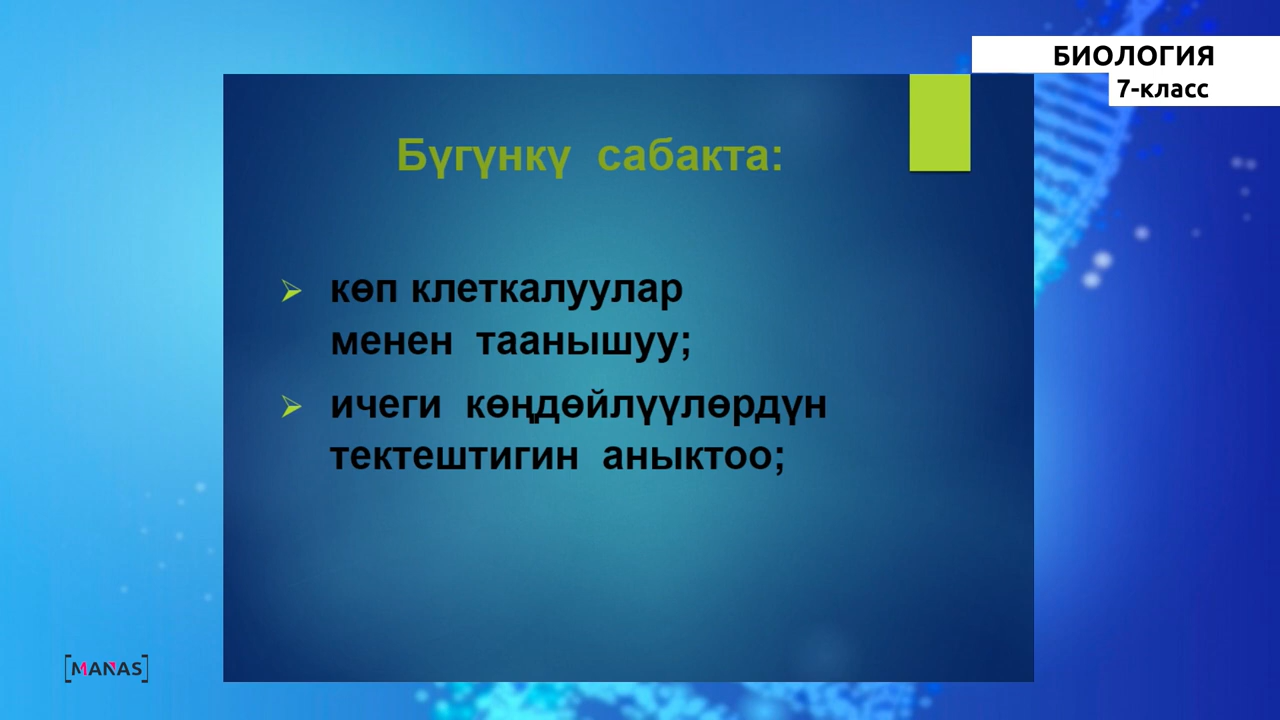 БИОЛОГИЯ
7-класс
Бүгүнкү сабакта:
көп клеткалуулар
менен таанышуу;
ичеги көңдөйлүүлөрдүн
тектештигин аныктоо;
[MANAS]